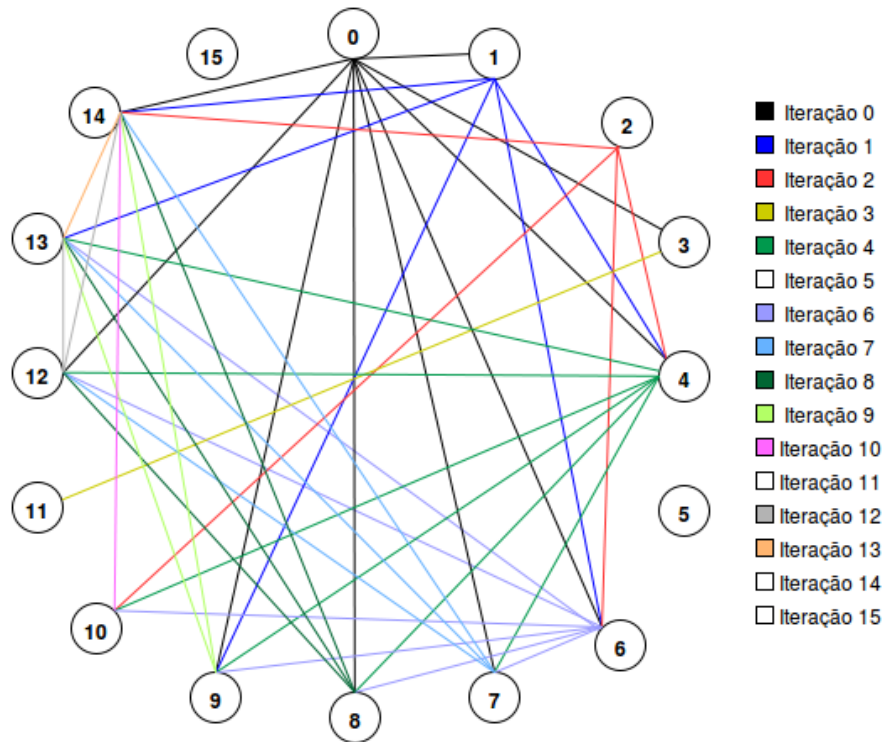 0
1
2
3
4
5
6
7
8
9
10
11
12
13
14
15
Iteração 0
Iteração 1
Iteração 2
Iteração 3
Iteração 4
Iteração 5
Iteração 6
Iteração 7
Iteração 8
Iteração 9
Iteração 10
Iteração 11
Iteração 12
Iteração 13
Iteração 14
Iteração 15